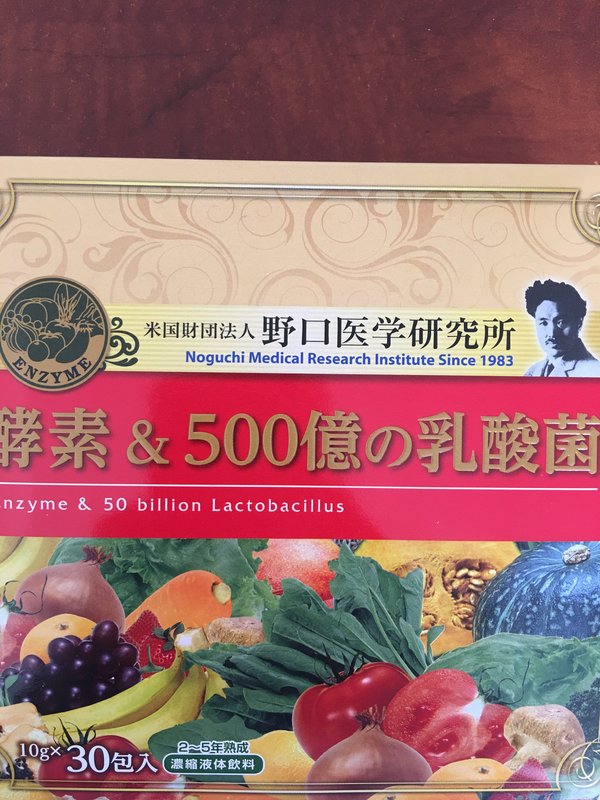 米国財団法人 野口医学研究所
Noguchi Medical Research Institute Since 1983
ENZYME
酵素 & 500億の乳酸菌
nzyme & 50 billion Lactobacillus
10g× 30包入
2〜5年熟成
濃縮液体飲料